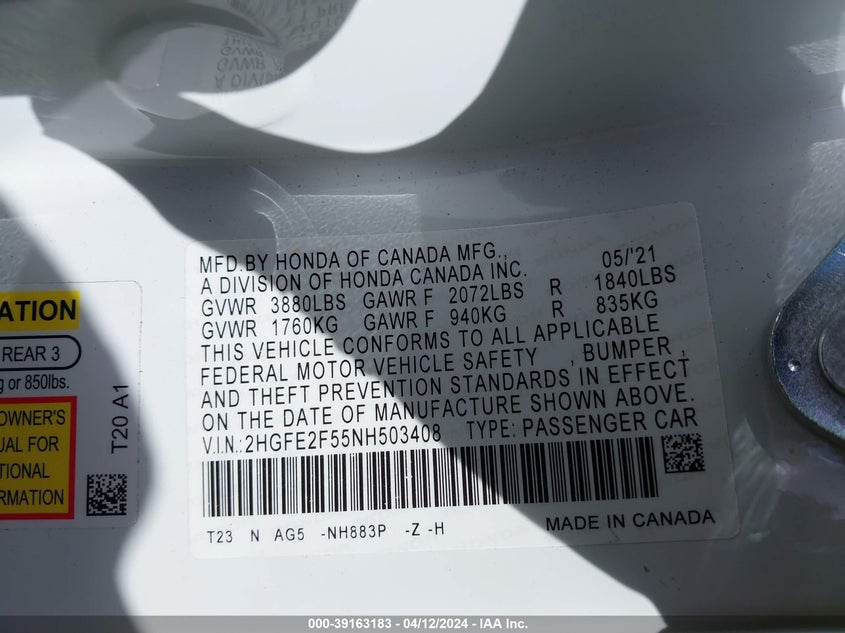 MFD.BY HONDA OF CANADA MFG., 05/'21
A DIVISION OF HONDA CANADA INC.
GVWR 3880LBS GAWR F 2072LBS R 1840LBS
GVWR 1760KG GAWR F 940KG R 835KG
THIS VEHICLE CONFORMS TO ALL APPLICABLE
FEDERAL MOTOR VEHICLE SAFETY , BUMPER ,
AND THEFT PREVENTION STANDARDS IN EFFECT
ON THE DATE OF MANUFACTURE SHOWN ABOVE.
V.I.N.: 2HGFE2F55NH503408 TYPE: PASSENGER CAR
T23 N AG5 -NH883P -Z -H MADE IN CANADA
ATION
REAR 3
g or 850lbs.
OWNER'S
UAL FOR
TIONAL
RMATION
T20 A1
000-39163183 - 04/12/2024 - IAA Inc.